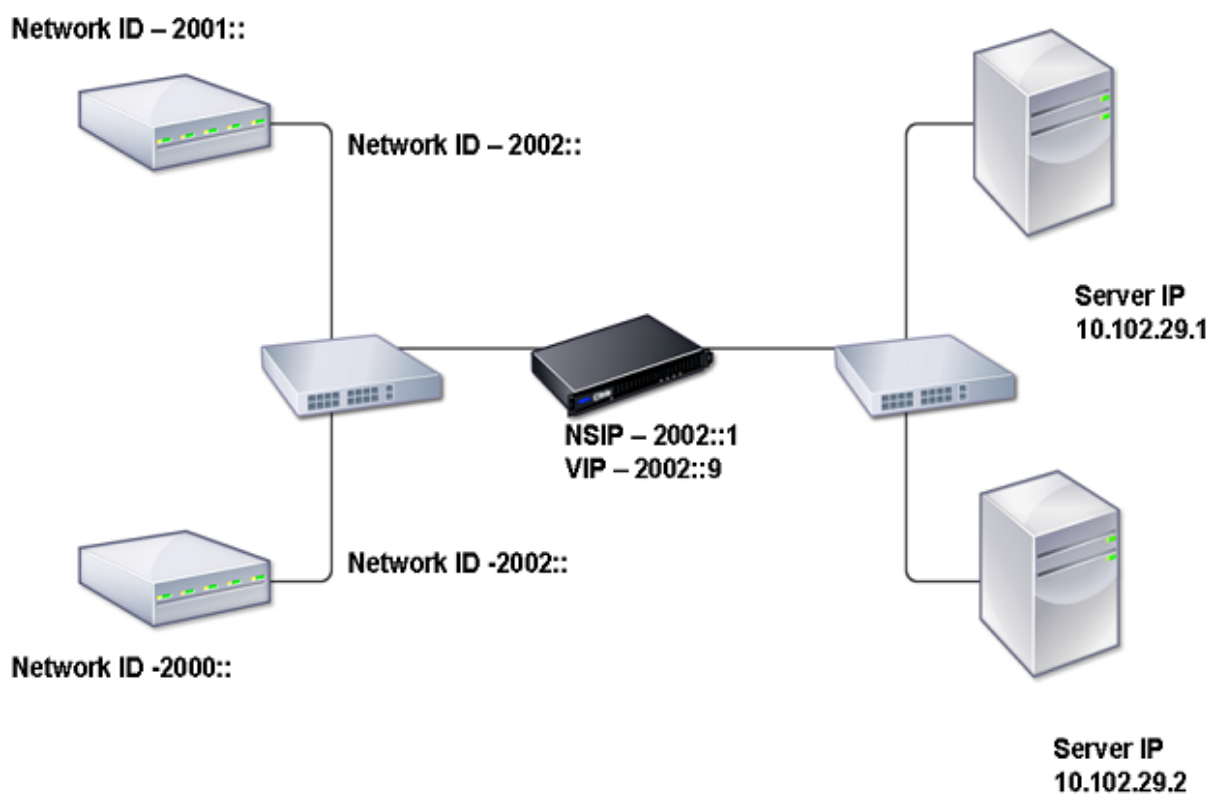 Network ID – 2001::
Network ID – 2002::
Server IP
10.102.29.1
NSIP – 2002::1
VIP – 2002::9
Network ID -2002::
Network ID -2000::
Server IP
10.102.29.2